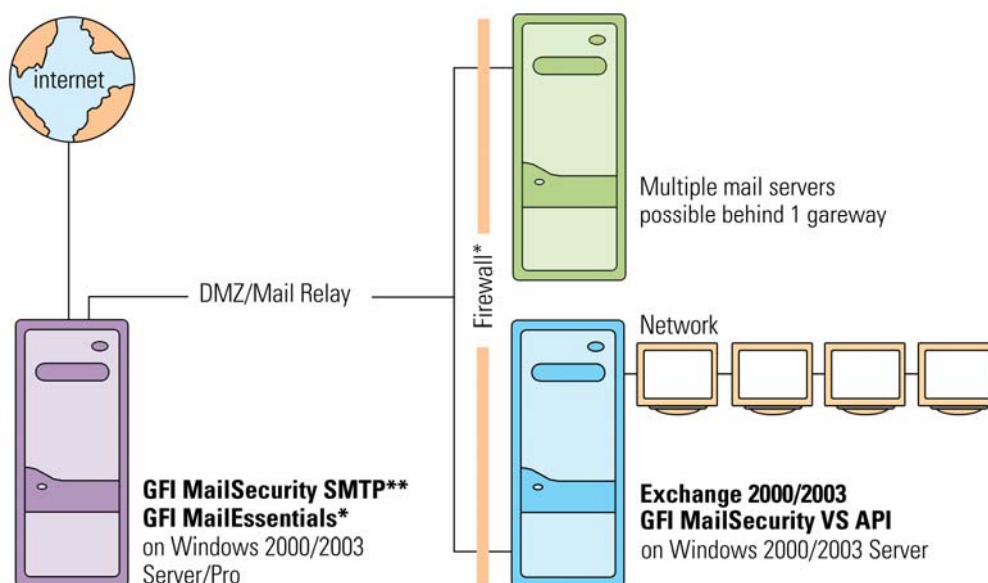 internet
Multiple mail servers
possible behind 1 gareway
DMZ/Mail Relay
Firewall*
Network
GFI MailSecurity SMTP**
GFI MailEssentials*
on Windows 2000/2003
Server/Pro
Exchange 2000/2003
GFI MailSecurity VS API
on Windows 2000/2003 Server